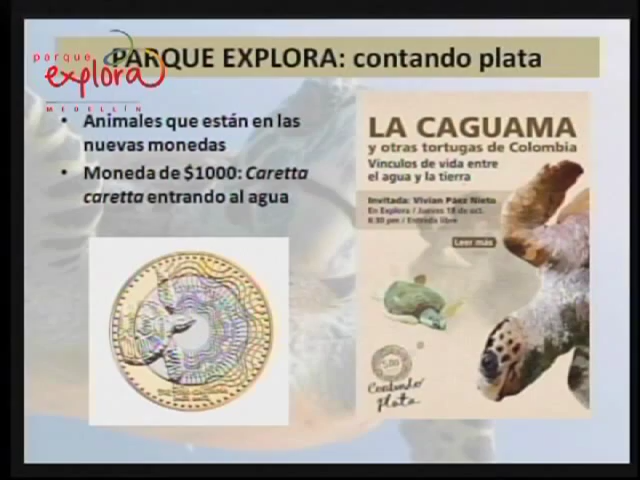 PARQUE EXPLORA: contando plata
parque
explora
MEDELLÍN
• Animales que están en las
nuevas monedas
• Moneda de $1000: Caretta
caretta entrando al agua
LA CAGUAMA
y otras tortugas de Colombia
Vínculos de vida entre
el agua y la tierra
Invitada: Vivian Páez Nieto
En Explora / Jueves 18 de oct.
6:30 pm / Entrada libre
Leer más
Contando
plata